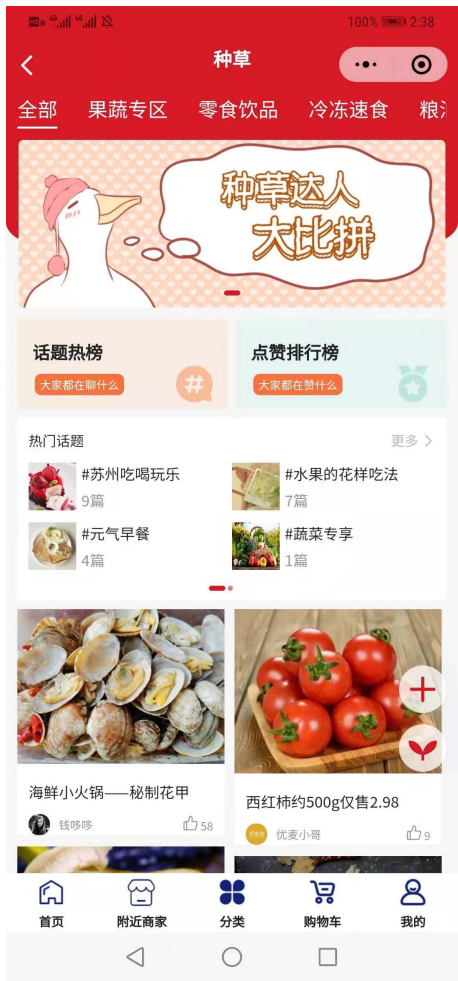 100% 2:38
种草
全部 果蔬专区 零食饮品 冷冻速食
种草达人
大比拼
话题热榜
大家都在聊什么
#
点赞排行榜
大家都在赞什么
热门话题 更多
#苏州吃喝玩乐
9篇
#水果的花样吃法
7篇
#元气早餐
4篇
#蔬菜专享
1篇
海鲜小火锅——秘制花甲
钱哆哆 58
西红柿约500g仅售2.98
优麦小哥 9
首页 附近商家 分类 购物车 我的